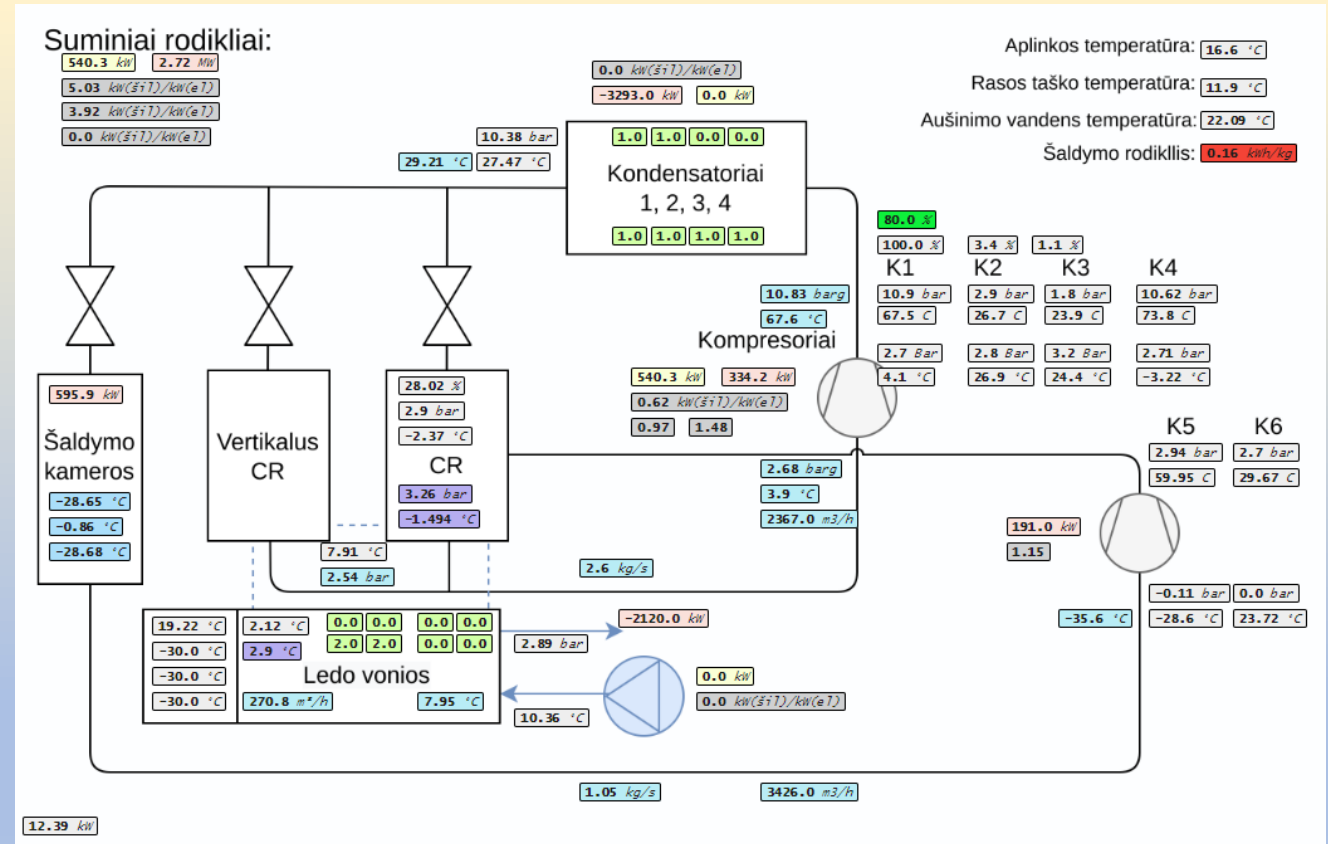 Suminiai rodikliai:
540.3 kW 2.72 MW
5.03 kW(šil)/kW(el)
3.92 kW(šil)/kW(el)
0.0 kW(šil)/kW(el)
0.0 kW(šil)/kW(el)
-3293.0 kW 0.0 kW
Aplinkos temperatūra: 16.6 °C
Rasos taško temperatūra: 11.9 °C
Aušinimo vandens temperatūra: 22.09 °C
Šaldymo rodikllis: 0.16 kWh/kg
10.38 bar
29.21 °C 27.47 °C
1.0 1.0 0.0 0.0
Kondensatoriai
1, 2, 3, 4
1.0 1.0 1.0 1.0
80.0 %
100.0 % 3.4 % 1.1 %
K1 K2 K3 K4
10.9 bar 2.9 bar 1.8 bar 10.62 bar
67.5 C 26.7 C 23.9 C 73.8 C
2.7 Bar 2.8 Bar 3.2 Bar 2.71 bar
4.1 °C 26.9 °C 24.4 °C -3.22 °C
10.83 barg
67.6 °C
Kompresoriai
540.3 kW 334.2 kW
0.62 kW(šil)/kW(el)
0.97 1.48
595.9 kW
Šaldymo
kameros
-28.65 °C
-0.86 °C
-28.68 °C
Vertikalus
CR
28.02 %
2.9 bar
-2.37 °C
CR
3.26 bar
-1.494 °C
2.68 barg
3.9 °C
2367.0 m3/h
K5 K6
2.94 bar 2.7 bar
59.95 C 29.67 C
191.0 kW
1.15
-0.11 bar 0.0 bar
-35.6 °C -28.6 °C 23.72 °C
7.91 °C
2.54 bar
2.6 kg/s
19.22 °C
-30.0 °C
-30.0 °C
-30.0 °C
2.12 °C 0.0 0.0 0.0 0.0
2.9 °C 2.0 2.0 0.0 0.0
Ledo vonios
270.8 m³/h 7.95 °C
-2120.0 kW
2.89 bar
10.36 °C
0.0 kW
0.0 kW(šil)/kW(el)
1.05 kg/s 3426.0 m3/h
12.39 kW